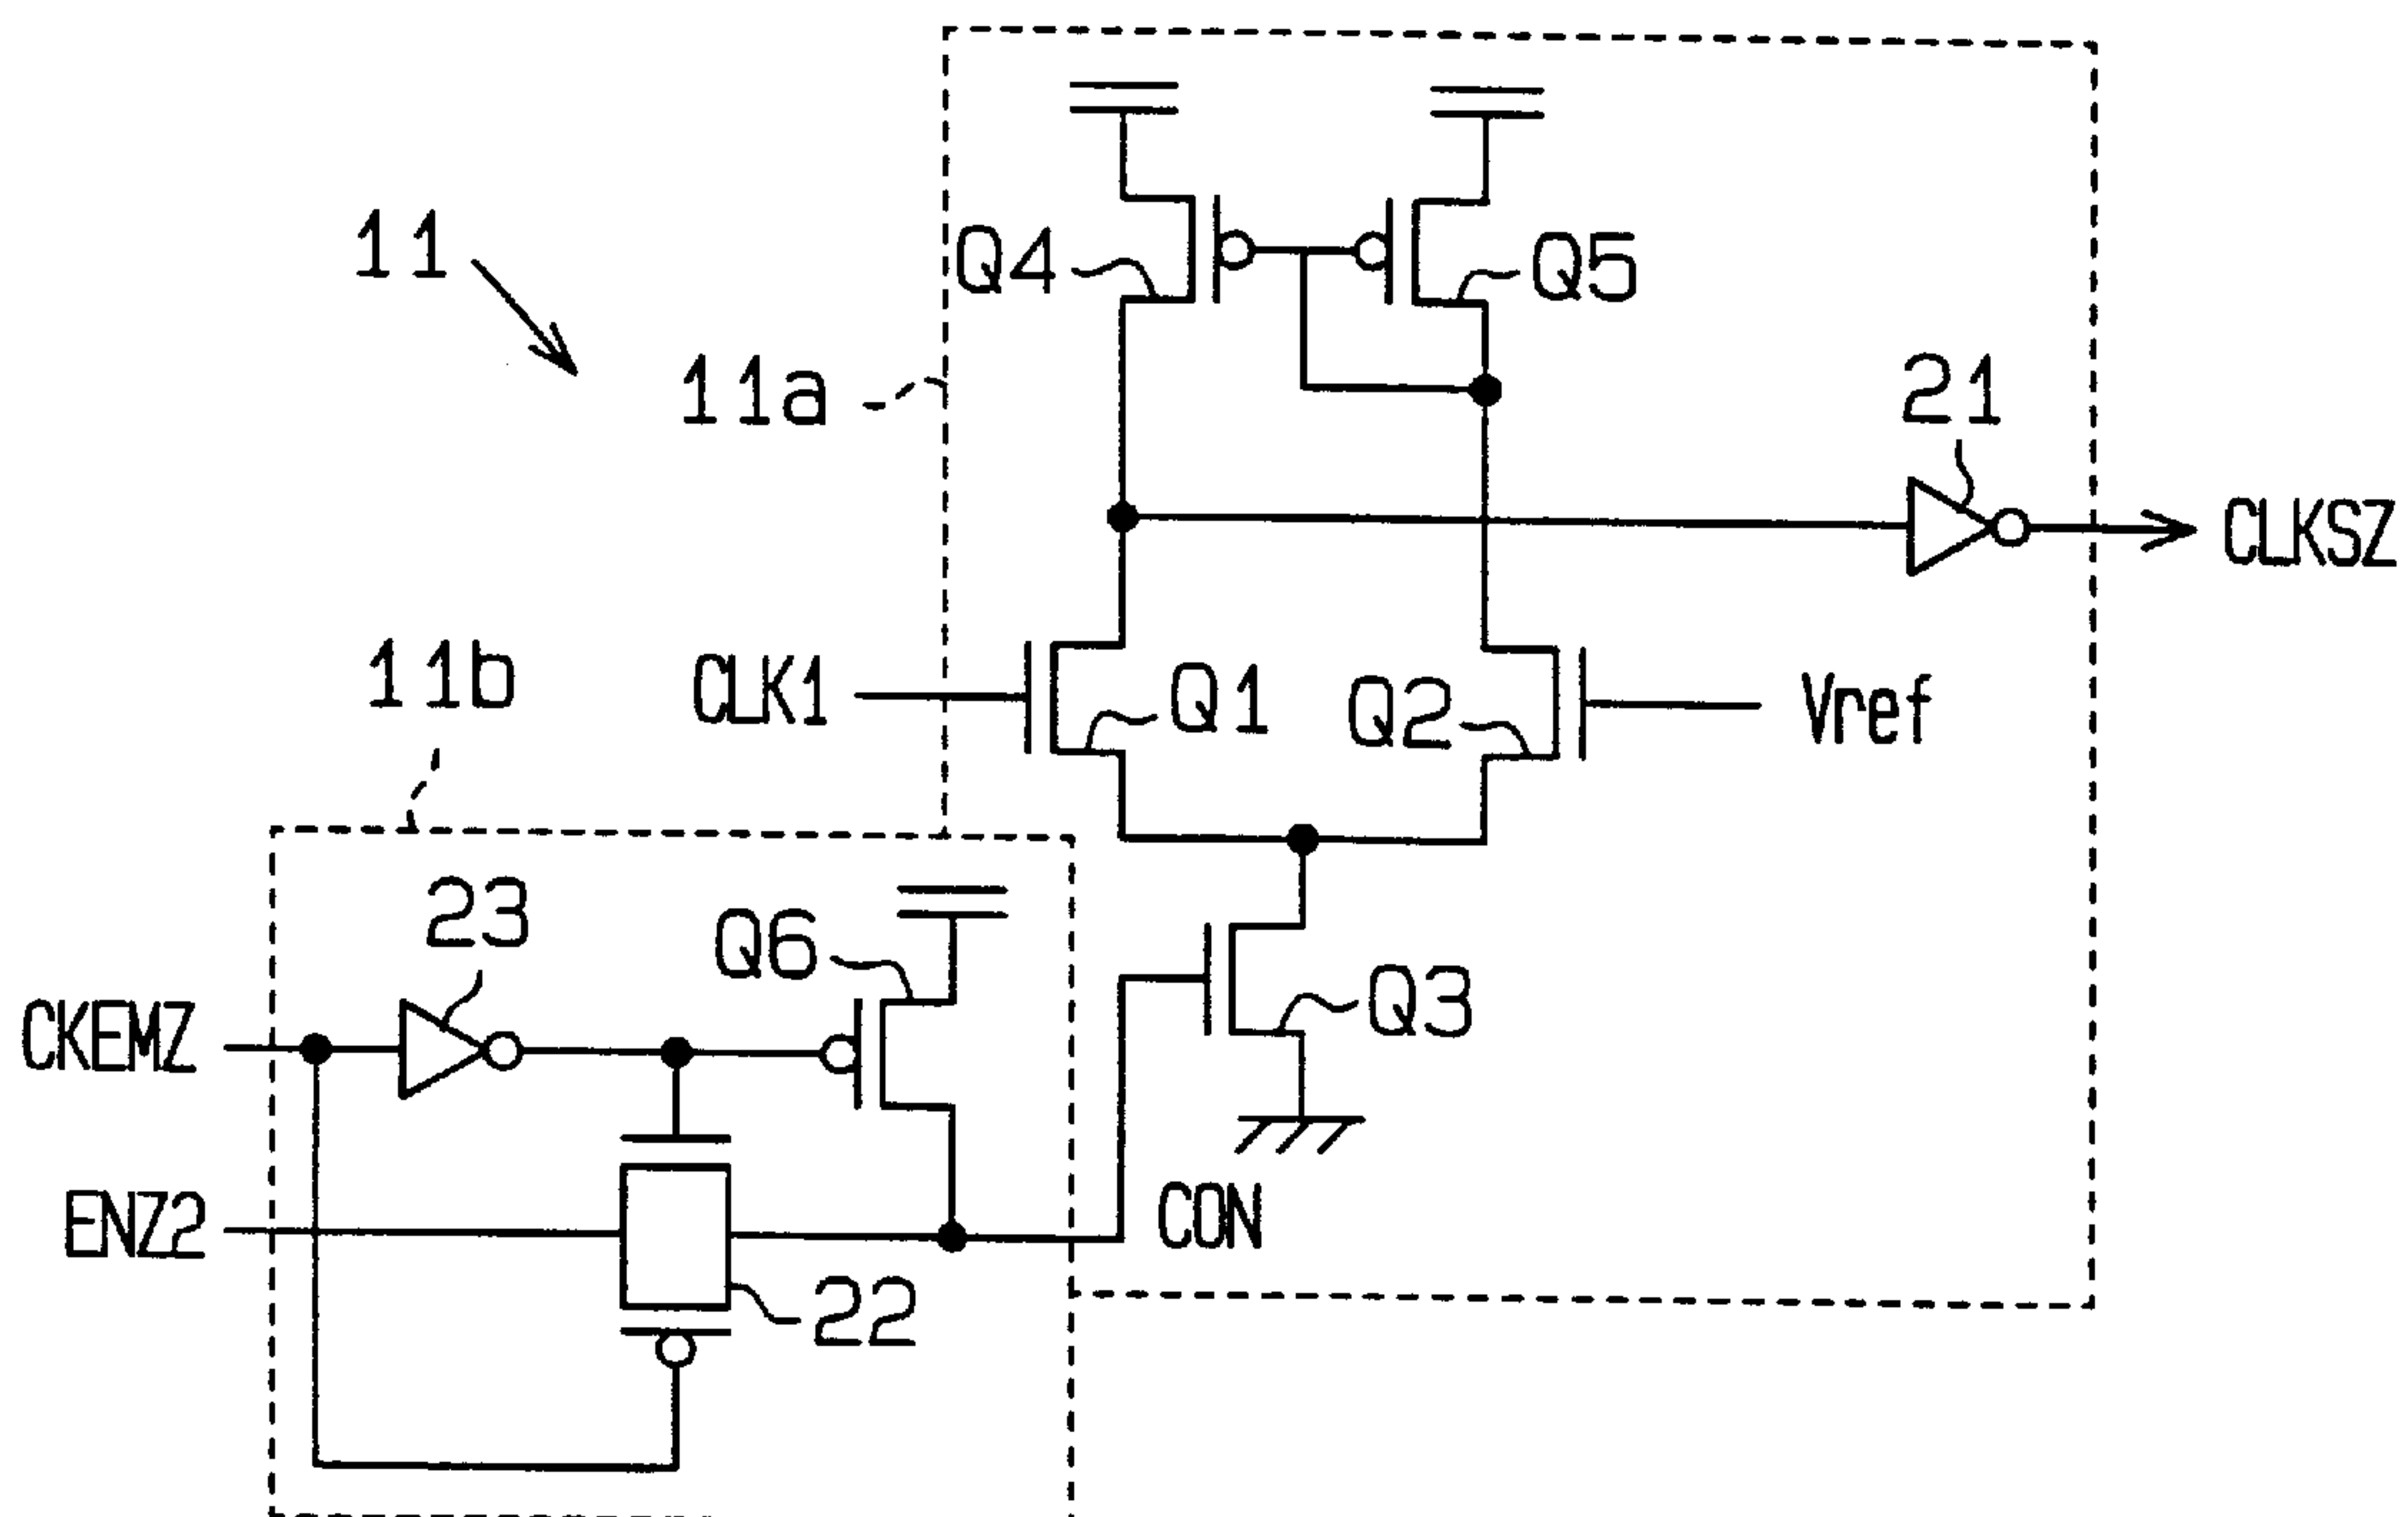 11
11a
Q4
Q5
21
CLKSZ
11b
CLK1
Q1
Q2
Vref
23
Q6
Q3
CKEMZ
ENZ2
CON
22